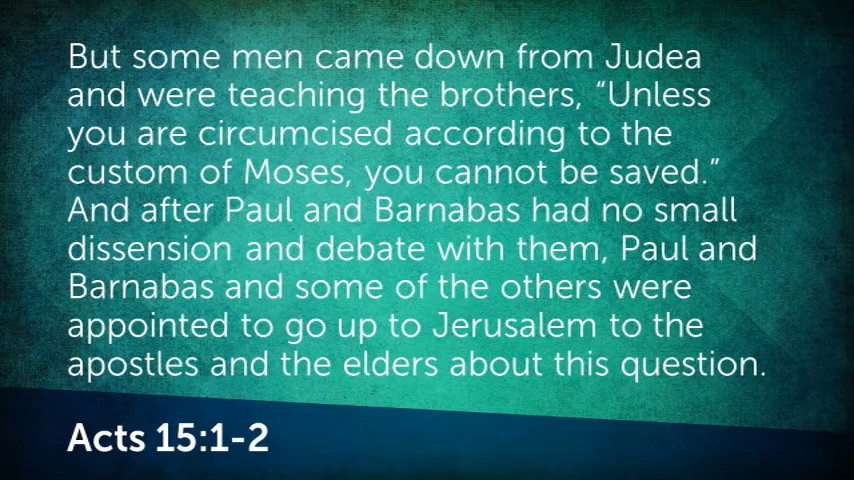 But some men came down from Judea
and were teaching the brothers, “Unless
you are circumcised according to the
custom of Moses, you cannot be saved.”
And after Paul and Barnabas had no small
dissension and debate with them, Paul and
Barnabas and some of the others were
appointed to go up to Jerusalem to the
apostles and the elders about this question.
Acts 15:1-2